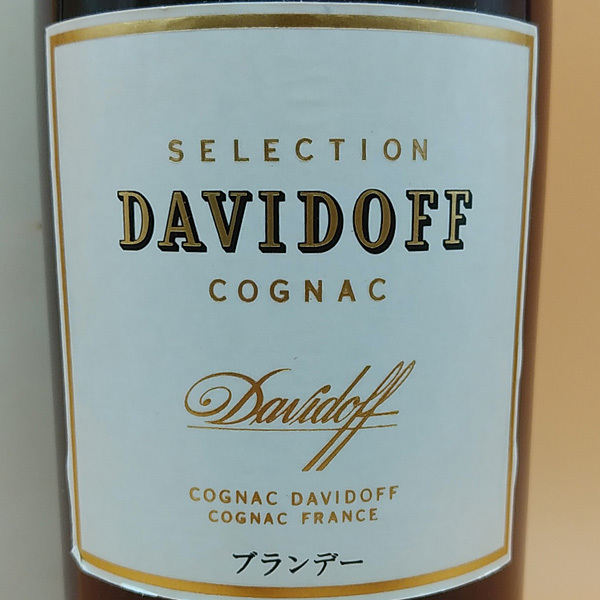 SELECTION
DAVIDOFF
COGNAC
Davidoff
COGNAC DAVIDOFF
COGNAC FRANCE
ブランデー